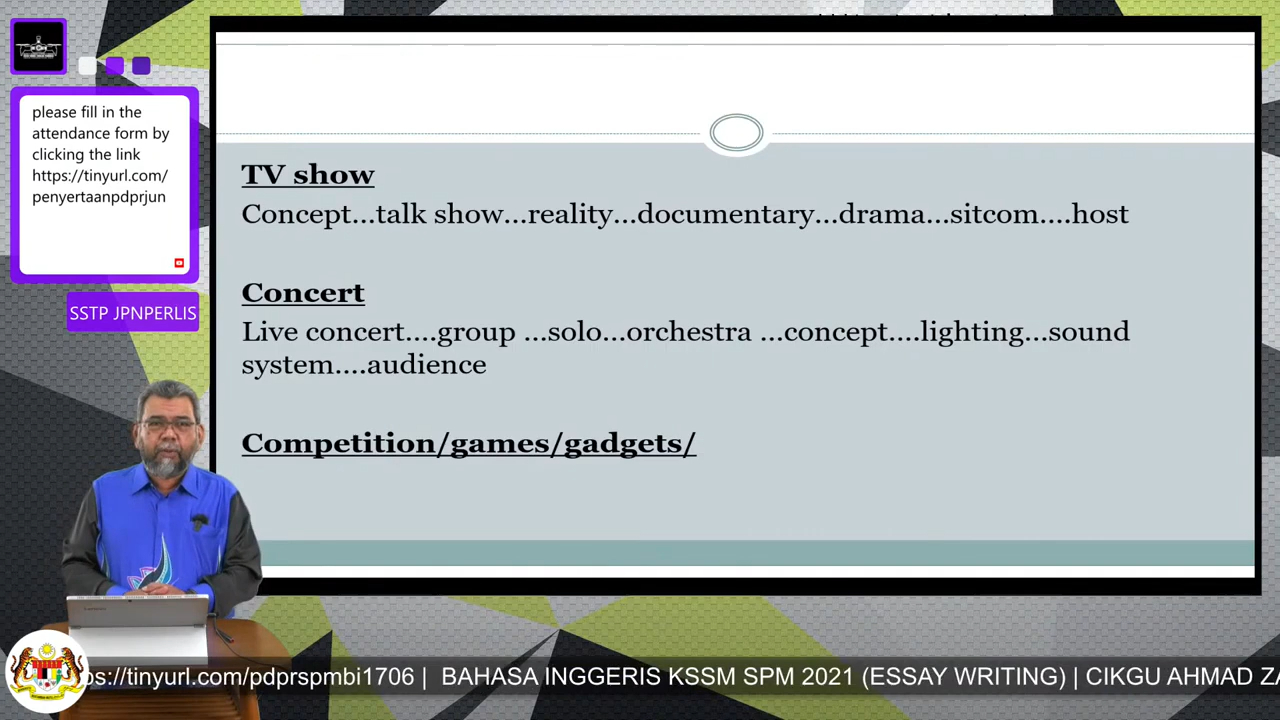 please fill in the
attendance form by
clicking the link
https://tinyurl.com/
penyertaanpdprjun
SSTP JPNPERLIS
TV show
Concept...talk show...reality...documentary...drama...sitcom....host
Concert
Live concert....group ...solo...orchestra ...concept....lighting...sound
system....audience
Competition/games/gadgets/
ps://tinyurl.com/pdprspmbi1706 | BAHASA INGGERIS KSSM SPM 2021 (ESSAY WRITING) | CIKGU AHMAD ZA